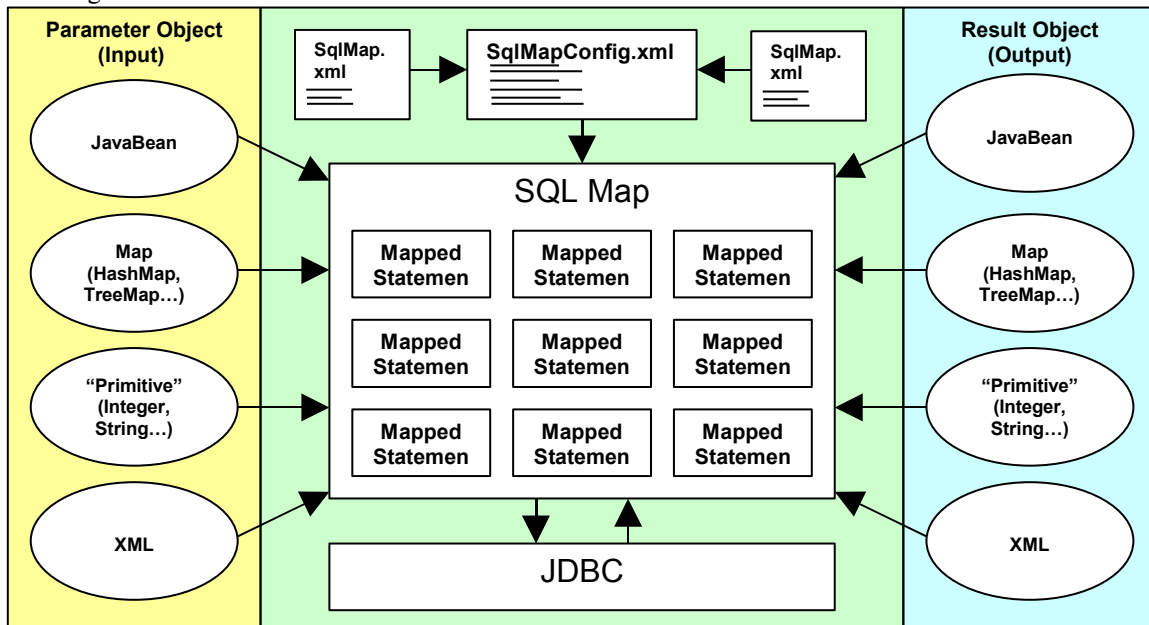 Parameter Object
(Input)
JavaBean
Map
(HashMap,
TreeMap…)
“Primitive”
(Integer,
String…)
XML
SqlMap.
xml
SqlMapConfig.xml
SqlMap.
xml
SQL Map
Mapped
Statemen
Mapped
Statemen
Mapped
Statemen
Mapped
Statemen
Mapped
Statemen
Mapped
Statemen
Mapped
Statemen
Mapped
Statemen
Mapped
Statemen
JDBC
Result Object
(Output)
JavaBean
Map
(HashMap,
TreeMap…)
“Primitive”
(Integer,
String…)
XML